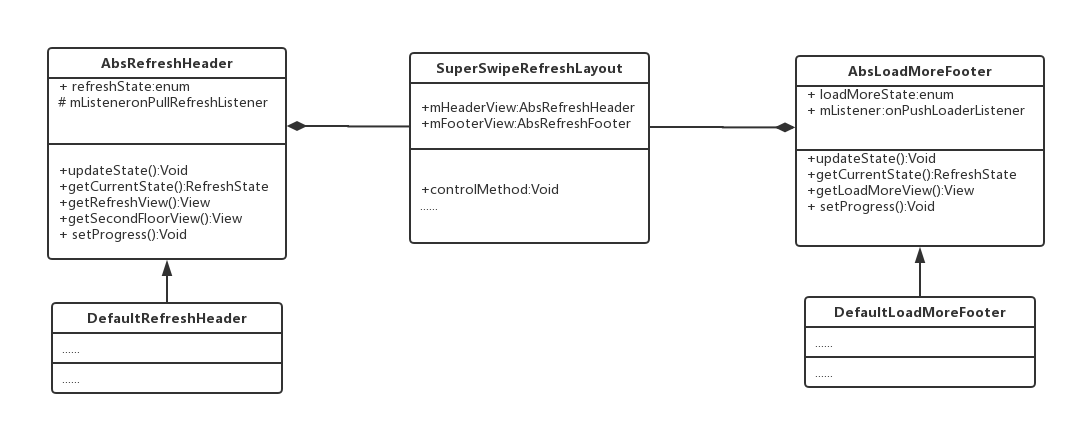 AbsRefreshHeader
+ refreshState:enum
# mListeneronPullRefreshListener
+updateState():Void
+getCurrentState():RefreshState
+getRefreshView():View
+getSecondFloorView():View
+ setProgress():Void
DefaultRefreshHeader
......
......
SuperSwipeRefreshLayout
+mHeaderView:AbsRefreshHeader
+mFooterView:AbsRefreshFooter
+controlMethod:Void
......
AbsLoadMoreFooter
+ loadMoreState:enum
+ mListener:onPushLoaderListener
+updateState():Void
+getCurrentState():RefreshState
+getLoadMoreView():View
+ setProgress():Void
DefaultLoadMoreFooter
......
......